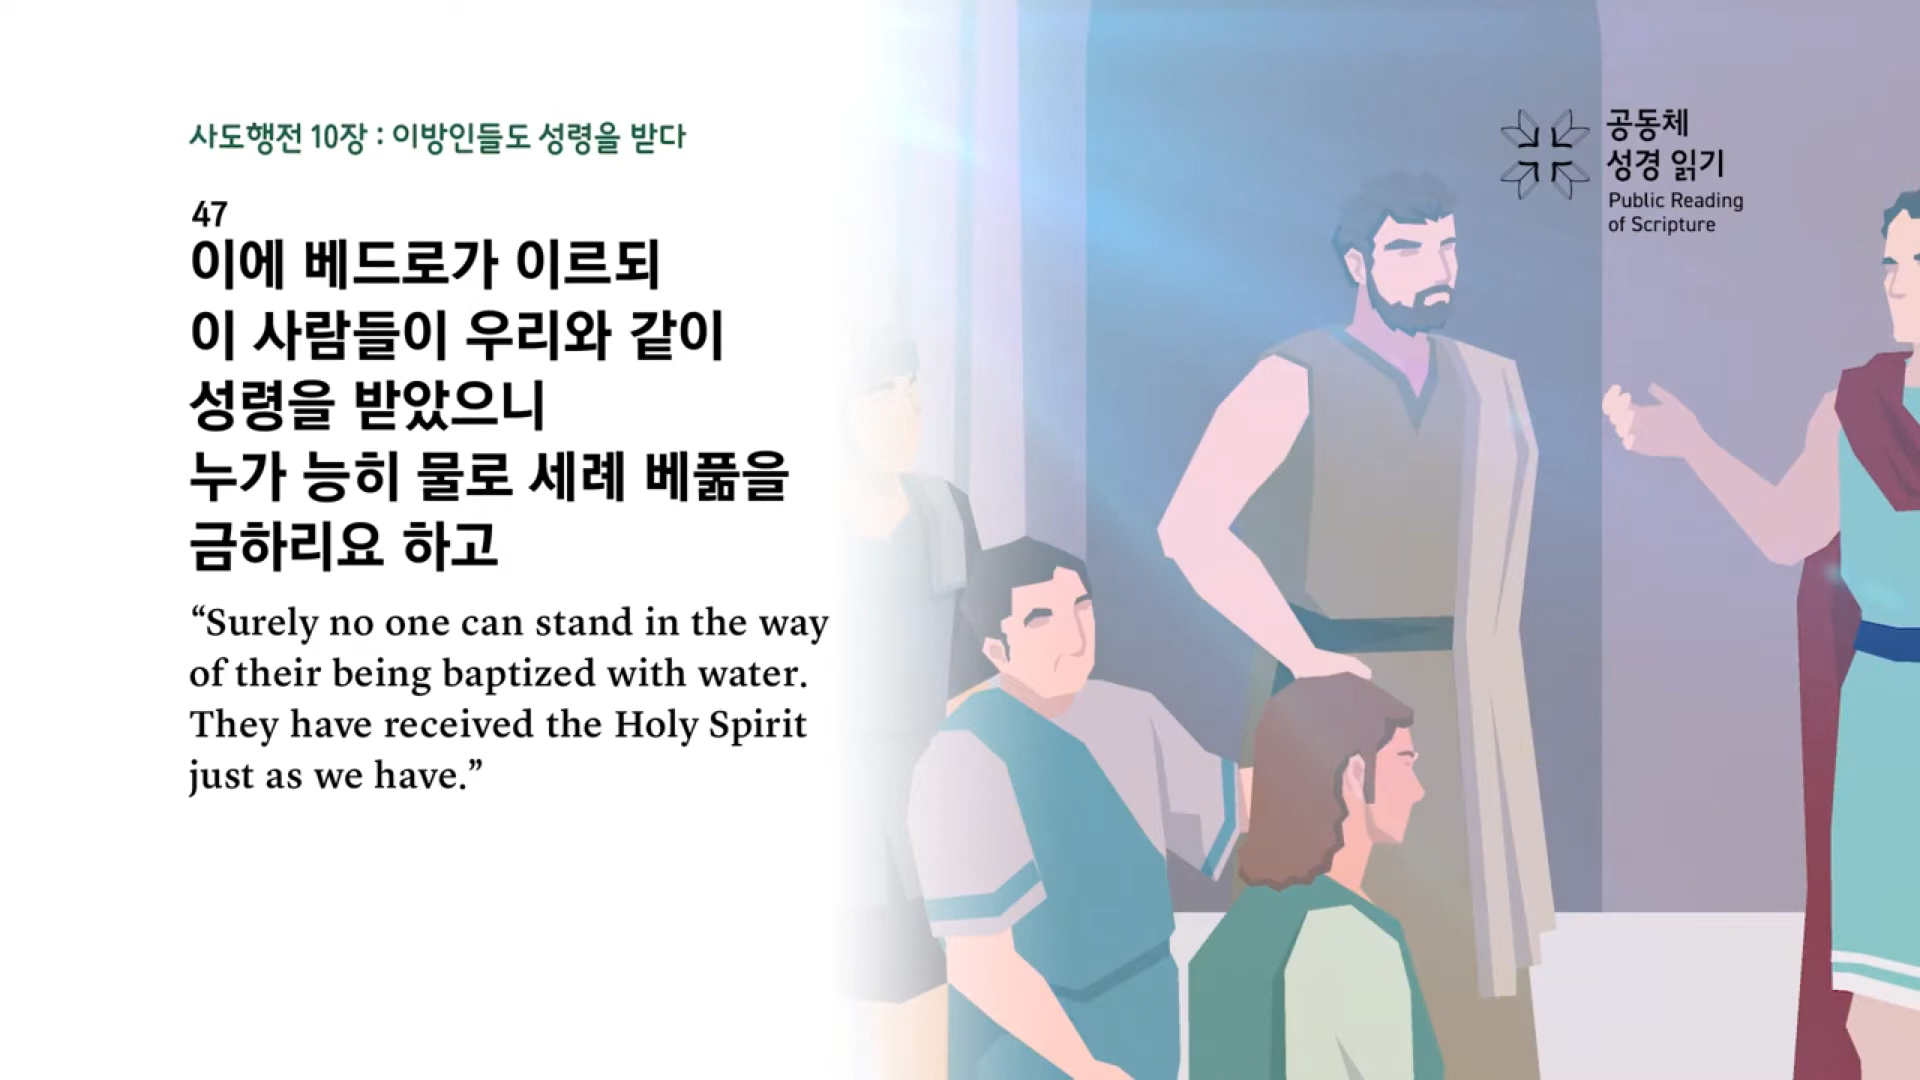 사도행전 10장 : 이방인들도 성령을 받다
47
이에 베드로가 이르되
이 사람들이 우리와 같이
성령을 받았으니
누가 능히 물로 세례 베풂을
금하리요 하고
“Surely no one can stand in the way
of their being baptized with water.
They have received the Holy Spirit
just as we have.”
공동체
성경 읽기
Public Reading
of Scripture